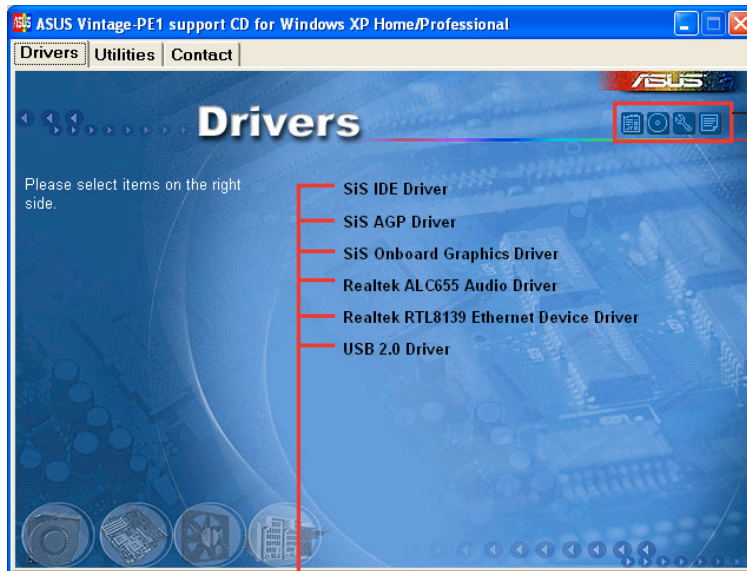 ASUS Vintage-PE1 support CD for Windows XP Home/Professional
Drivers Utilities Contact
ASUS
Drivers
Please select items on the right
side.
SiS IDE Driver
SiS AGP Driver
SiS Onboard Graphics Driver
Realtek ALC655 Audio Driver
Realtek RTL8139 Ethernet Device Driver
USB 2.0 Driver